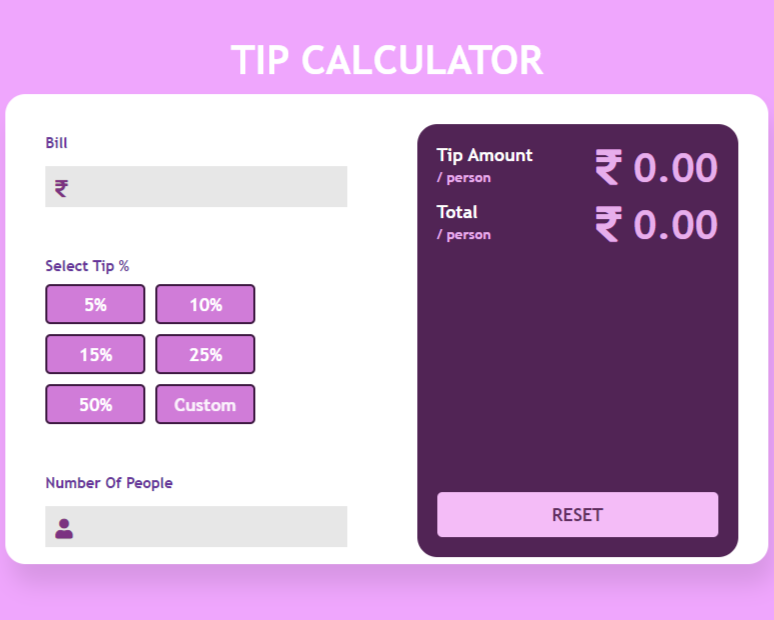 TIP CALCULATOR
Bill
₹
Select Tip %
5% 10%
15% 25%
50% Custom
Number Of People
Tip Amount ₹ 0.00
/ person
Total ₹ 0.00
/ person
RESET